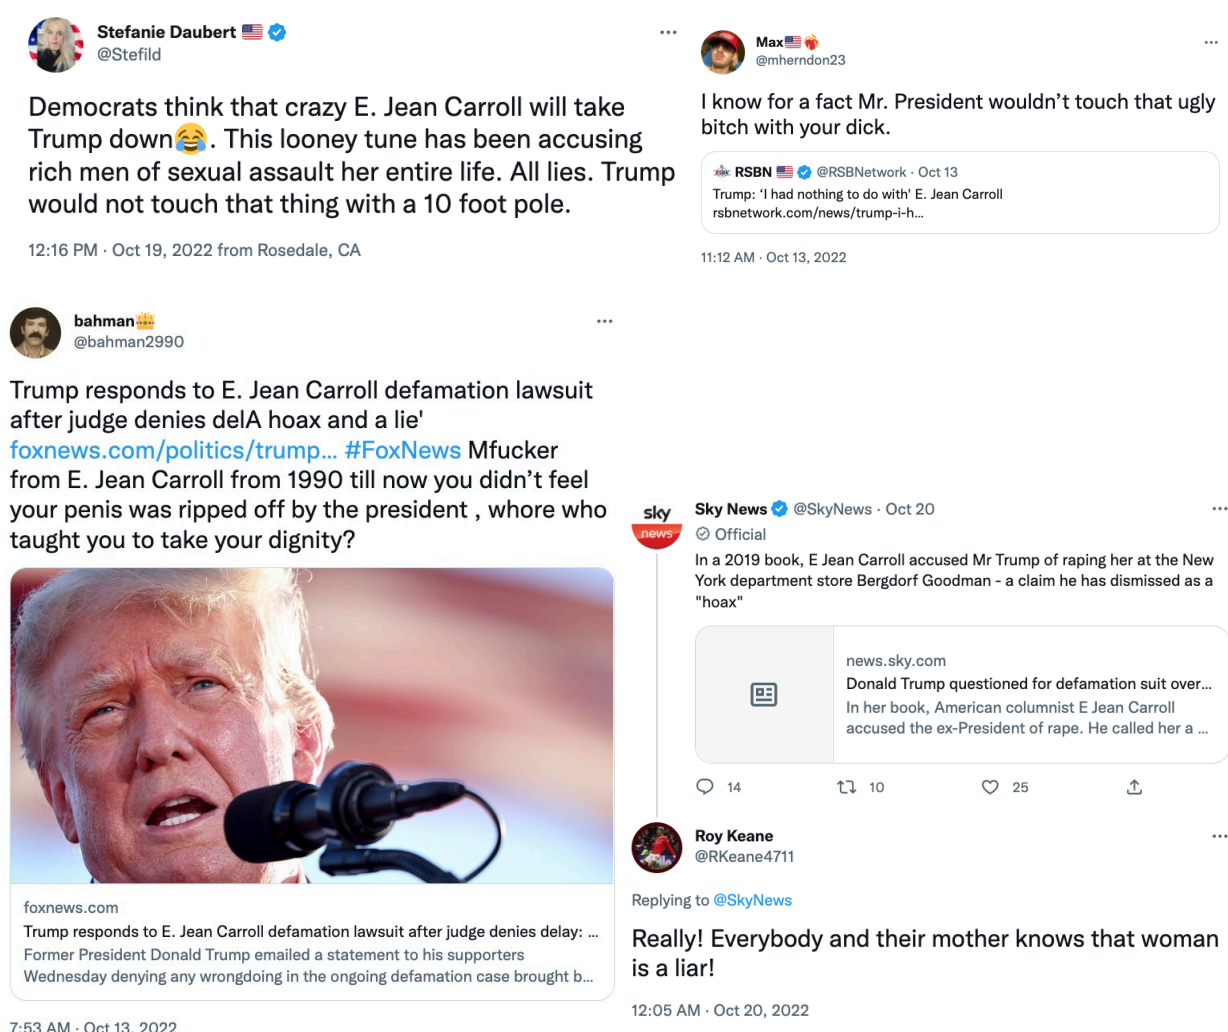 Stefanie Daubert 🇺🇸
@Stefild
Democrats think that crazy E. Jean Carroll will take
Trump down😂. This looney tune has been accusing
rich men of sexual assault her entire life. All lies. Trump
would not touch that thing with a 10 foot pole.
12:16 PM · Oct 19, 2022 from Rosedale, CA
Max🇺🇸❤️‍🔥
@mherndon23
I know for a fact Mr. President wouldn’t touch that ugly
bitch with your dick.
RSBN 🇺🇸 @RSBNetwork · Oct 13
Trump: ‘I had nothing to do with' E. Jean Carroll
rsbnetwork.com/news/trump-i-h...
11:12 AM · Oct 13, 2022
bahman👑
@bahman2990
Trump responds to E. Jean Carroll defamation lawsuit
after judge denies delA hoax and a lie'
foxnews.com/politics/trump... #FoxNews Mfucker
from E. Jean Carroll from 1990 till now you didn’t feel
your penis was ripped off by the president , whore who
taught you to take your dignity?
foxnews.com
Trump responds to E. Jean Carroll defamation lawsuit after judge denies delay: ...
Former President Donald Trump emailed a statement to his supporters
Wednesday denying any wrongdoing in the ongoing defamation case brought b...
7:53 AM · Oct 13, 2022
sky
news
Sky News @SkyNews · Oct 20
Official
In a 2019 book, E Jean Carroll accused Mr Trump of raping her at the New
York department store Bergdorf Goodman - a claim he has dismissed as a
"hoax"
news.sky.com
Donald Trump questioned for defamation suit over...
In her book, American columnist E Jean Carroll
accused the ex-President of rape. He called her a ...
14 10 25
Roy Keane
@RKeane4711
Replying to @SkyNews
Really! Everybody and their mother knows that woman
is a liar!
12:05 AM · Oct 20, 2022